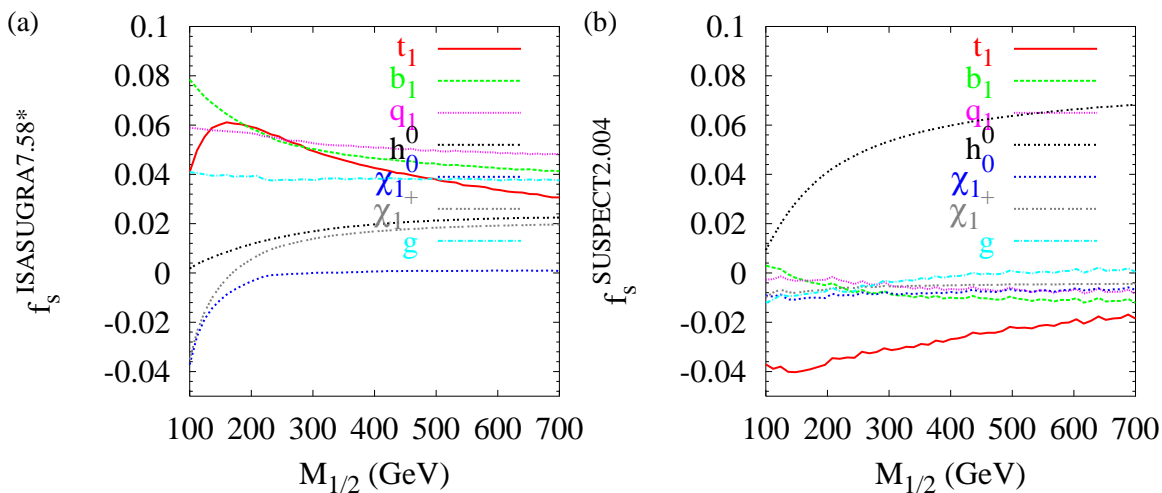 (a)
f_s^ISASUGRA7.58*
0.1
0.08
0.06
0.04
0.02
0
-0.02
-0.04
100 200 300 400 500 600 700
M_1/2 (GeV)
t_1
b_1
q_1
h^0
χ_1^0
χ_1^+
g
(b)
f_s^SUSPECT2.004
0.1
0.08
0.06
0.04
0.02
0
-0.02
-0.04
100 200 300 400 500 600 700
M_1/2 (GeV)
t_1
b_1
q_1
h^0
χ_1^0
χ_1^+
g